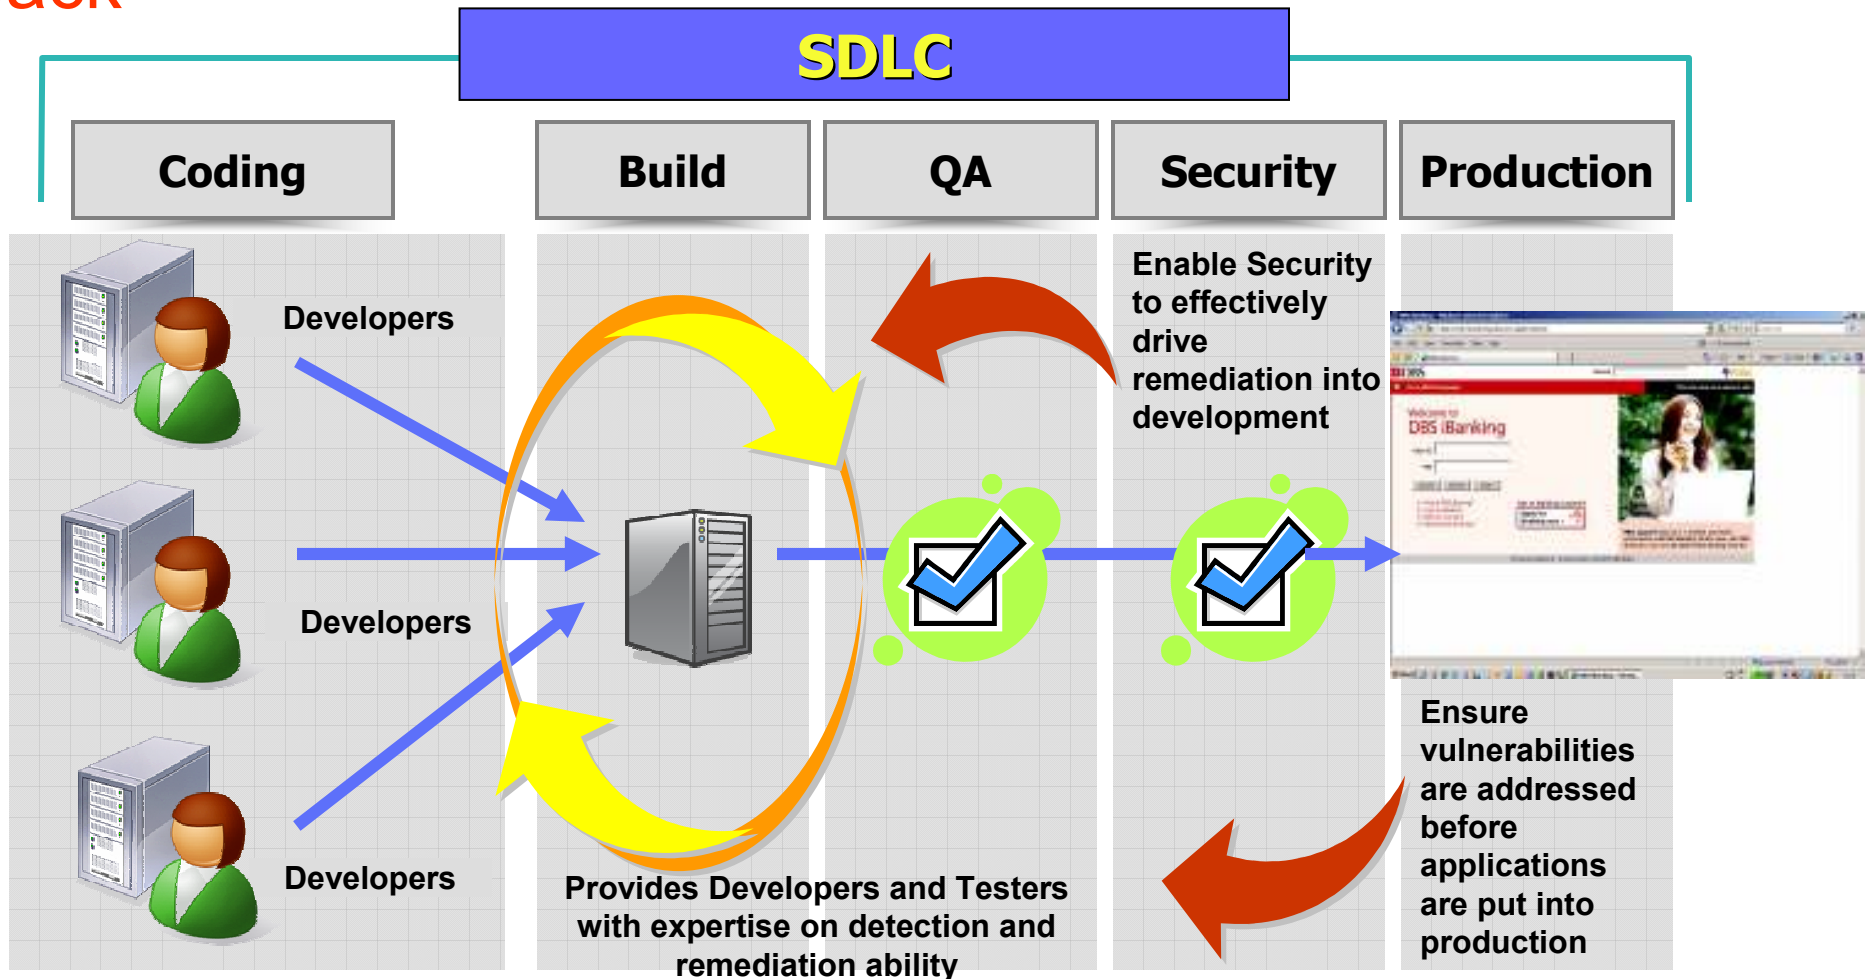 SDLC
Coding
Build
QA
Security
Production
Developers
Developers
Developers
Enable Security
to effectively
drive
remediation into
development
Welcome to
DBS iBanking
Provides Developers and Testers
with expertise on detection and
remediation ability
Ensure
vulnerabilities
are addressed
before
applications
are put into
production